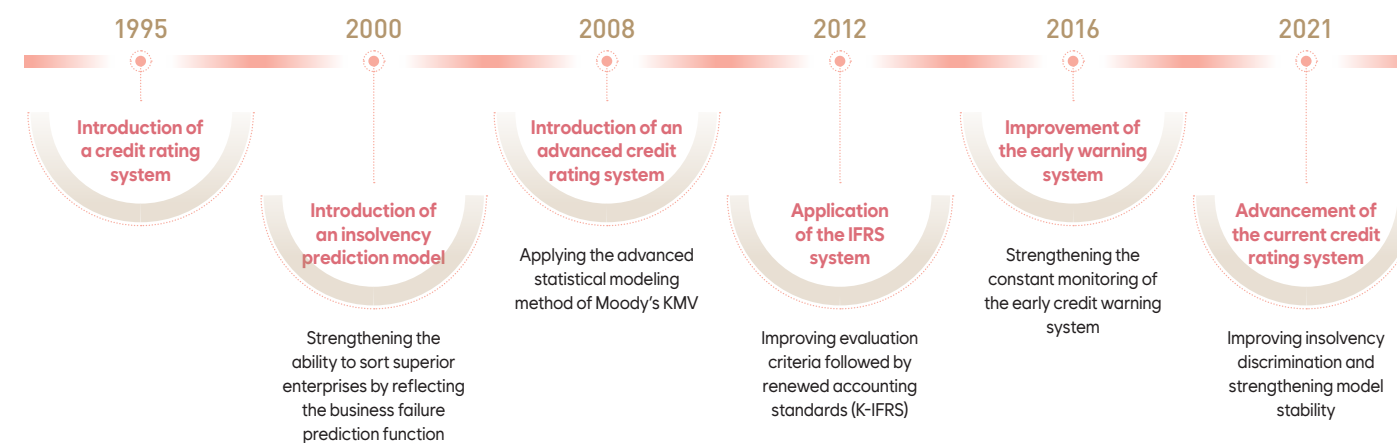 1995
Introduction of
a credit rating
system
2000
Introduction of
an insolvency
prediction model
Strengthening the
ability to sort superior
enterprises by reflecting
the business failure
prediction function
2008
Introduction of an
advanced credit
rating system
Applying the advanced
statistical modeling
method of Moody's KMV
2012
Application
of the IFRS
system
Improving evaluation
criteria followed by
renewed accounting
standards (K-IFRS)
2016
Improvement of
the early warning
system
Strengthening the
constant monitoring of
the early credit warning
system
2021
Advancement of
the current credit
rating system
Improving insolvency
discrimination and
strengthening model
stability